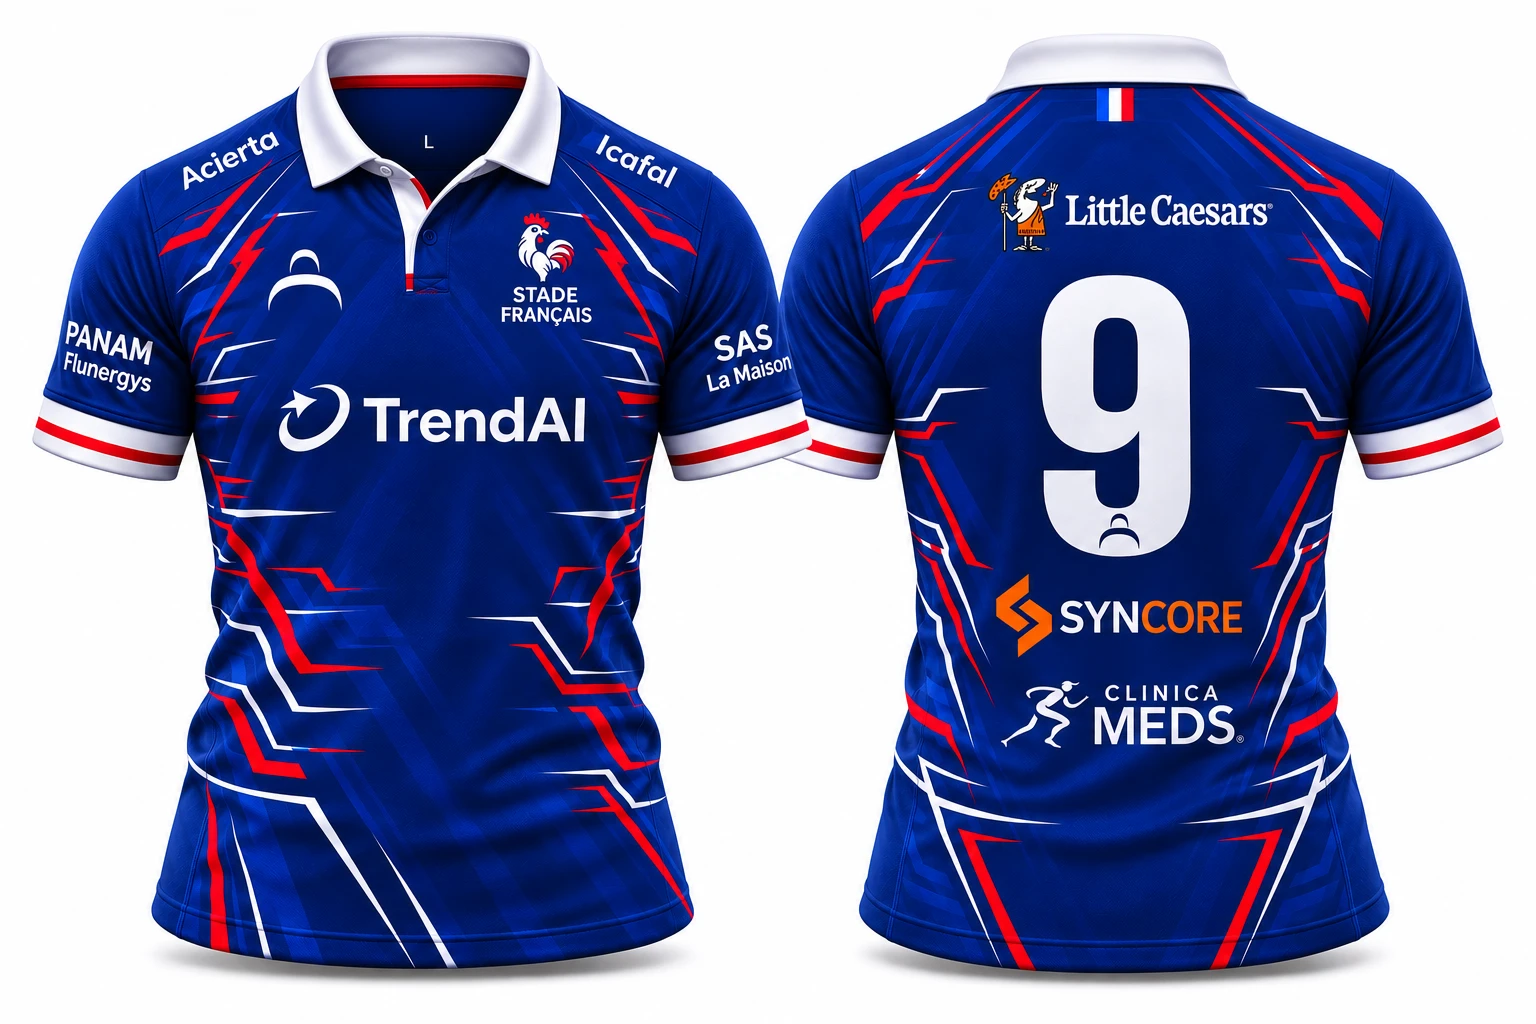 L
Acierta
Icafal
STADE
FRANÇAIS
PANAM
Flunergys
SAS
La Maison
TrendAI
Little Caesars®
9
SYNCORE
CLINICA
MEDS®